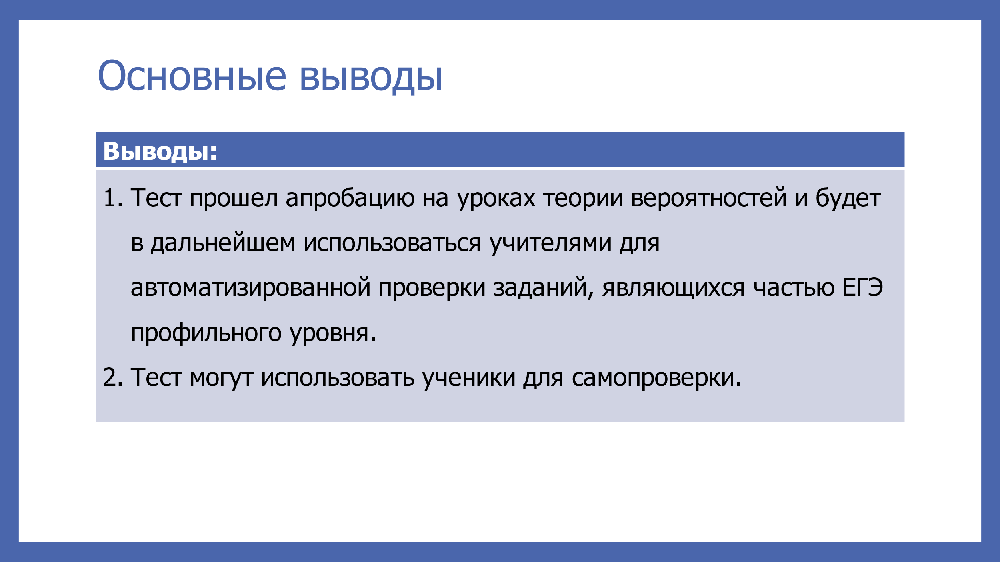 Основные выводы
Выводы:
1. Тест прошел апробацию на уроках теории вероятностей и будет
в дальнейшем использоваться учителями для
автоматизированной проверки заданий, являющихся частью ЕГЭ
профильного уровня.
2. Тест могут использовать ученики для самопроверки.